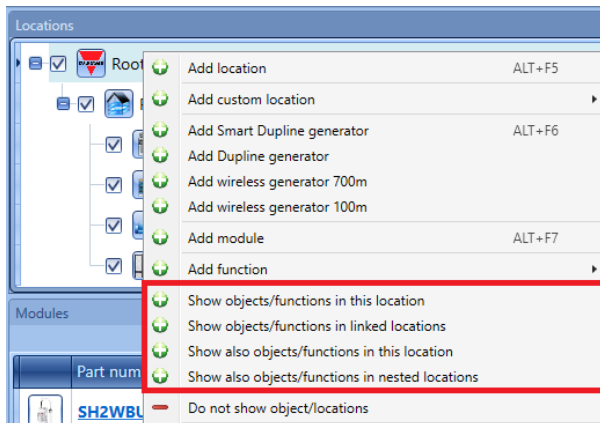 Locations
Root
Add location ALT+F5
Add custom location
Add Smart Dupline generator ALT+F6
Add Dupline generator
Add wireless generator 700m
Add wireless generator 100m
Add module ALT+F7
Add function
Show objects/functions in this location
Show objects/functions in linked locations
Show also objects/functions in this location
Show also objects/functions in nested locations
Modules
Part num
SH2WBU
Do not show object/locations